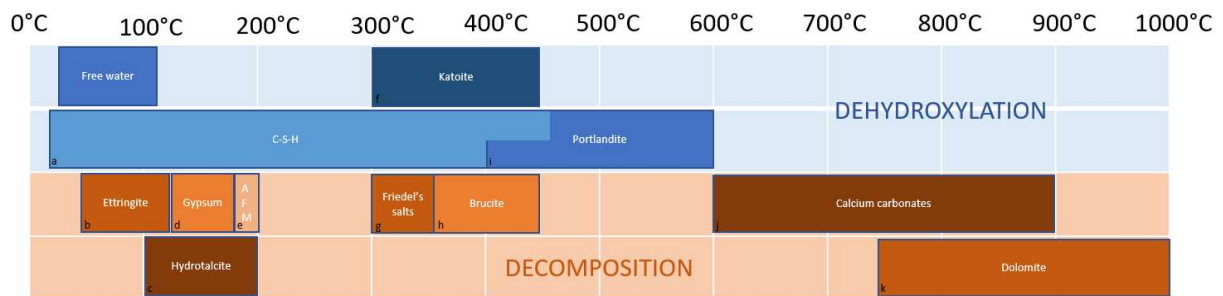 0°C 100°C 200°C 300°C 400°C 500°C 600°C 700°C 800°C 900°C 1000°C
Free water
Katoite
f
DEHYDROXYLATION
C-S-H
Portlandite
a
i
Ettringite
Gypsum
A
F
M
Friedel's
salts
Brucite
Calcium carbonates
b
d
e
g
h
j
Hydrotalcite
DECOMPOSITION
Dolomite
c
k